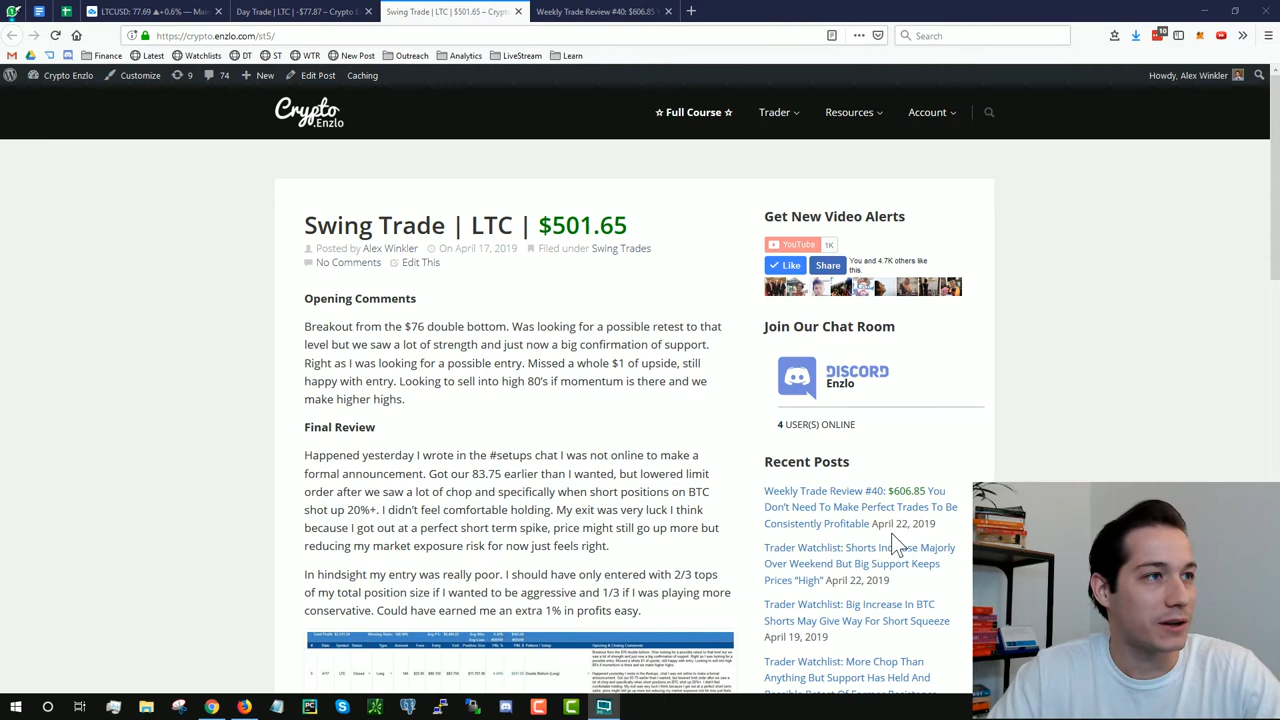 LTCUSD: 77.69 ▲+0.6% — Ma
Day Trade | LTC | -$77.87 – Crypto E
Swing Trade | LTC | $501.65 – Crypt
Weekly Trade Review #40: $606.85 Y
https://crypto.enzlo.com/st5/
Search
10
Finance
Latest
Watchlists
DT
ST
WTR
New Post
Outreach
Analytics
LiveStream
Learn
Crypto Enzlo
Customize
9
74
New
Edit Post
Caching
Howdy, Alex Winkler
Crypto
.Enzlo
☆ Full Course ☆
Trader
Resources
Account
Swing Trade | LTC | $501.65
Posted by Alex Winkler On April 17, 2019 Filed under Swing Trades
No Comments Edit This
Opening Comments
Breakout from the $76 double bottom. Was looking for a possible retest to that
level but we saw a lot of strength and just now a big confirmation of support.
Right as I was looking for a possible entry. Missed a whole $1 of upside, still
happy with entry. Looking to sell into high 80's if momentum is there and we
make higher highs.
Final Review
Happened yesterday I wrote in the #setups chat I was not online to make a
formal announcement. Got our 83.75 earlier than I wanted, but lowered limit
order after we saw a lot of chop and specifically when short positions on BTC
shot up 20%+. I didn't feel comfortable holding. My exit was very luck I think
because I got out at a perfect short term spike, price might still go up more but
reducing my market exposure risk for now just feels right.
In hindsight my entry was really poor. I should have only entered with 2/3 tops
of my total position size if I wanted to be aggressive and 1/3 if I was playing more
conservative. Could have earned me an extra 1% in profits easy.
Get New Video Alerts
YouTube 1K
Like Share You and 4.7K others like
this.
Join Our Chat Room
DISCORD
Enzlo
4 USER(S) ONLINE
Recent Posts
Weekly Trade Review #40: $606.85 You
Don't Need To Make Perfect Trades To Be
Consistently Profitable April 22, 2019
Trader Watchlist: Shorts Increase Majorly
Over Weekend But Big Support Keeps
Prices "High" April 22, 2019
Trader Watchlist: Big Increase In BTC
Shorts May Give Way For Short Squeeze
April 19, 2019
Trader Watchlist: More Chop Than
Anything But Support Has Held And
Possible Retest Of Former Resistance